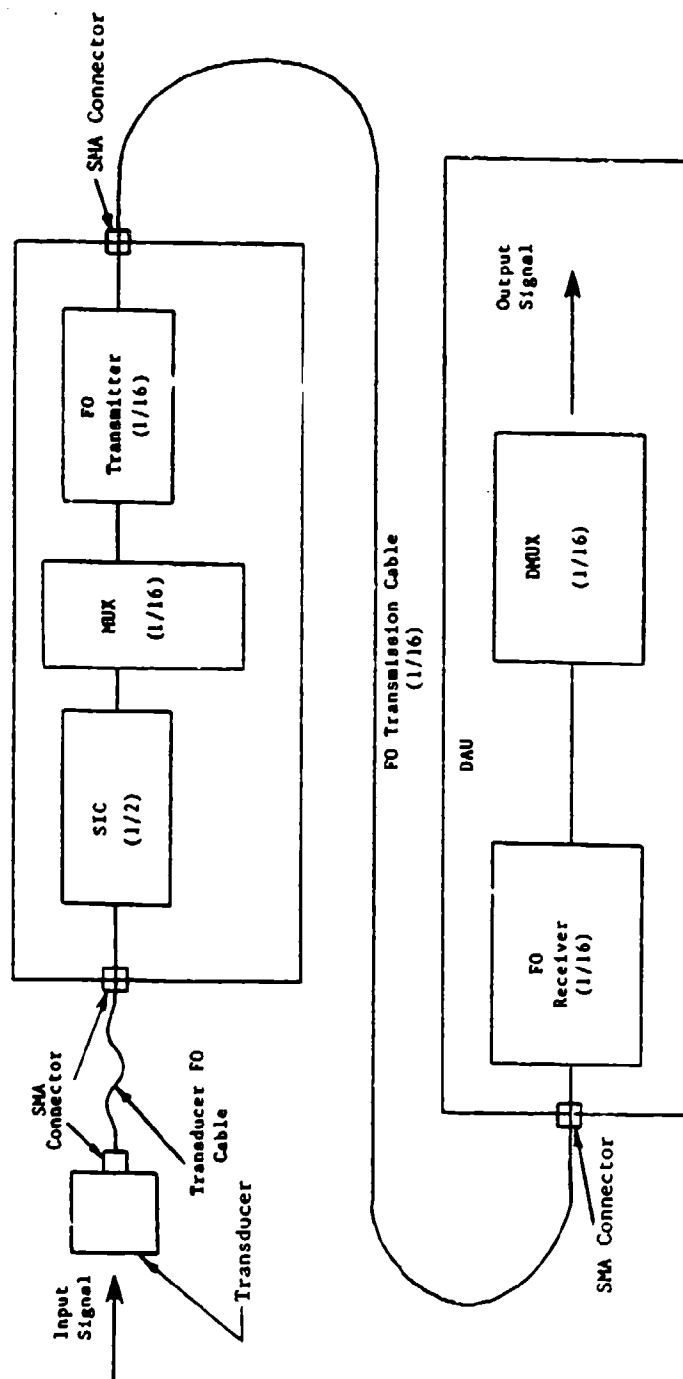 Input
Signal
Transducer
SMA
Connector
Transducer FO
Cable
SIC
(1/2)
MUX
(1/16)
FO
Transmitter
(1/16)
SMA Connector
FO Transmission Cable
(1/16)
DAU
SMA Connector
FO
Receiver
(1/16)
DMUX
(1/16)
Output
Signal